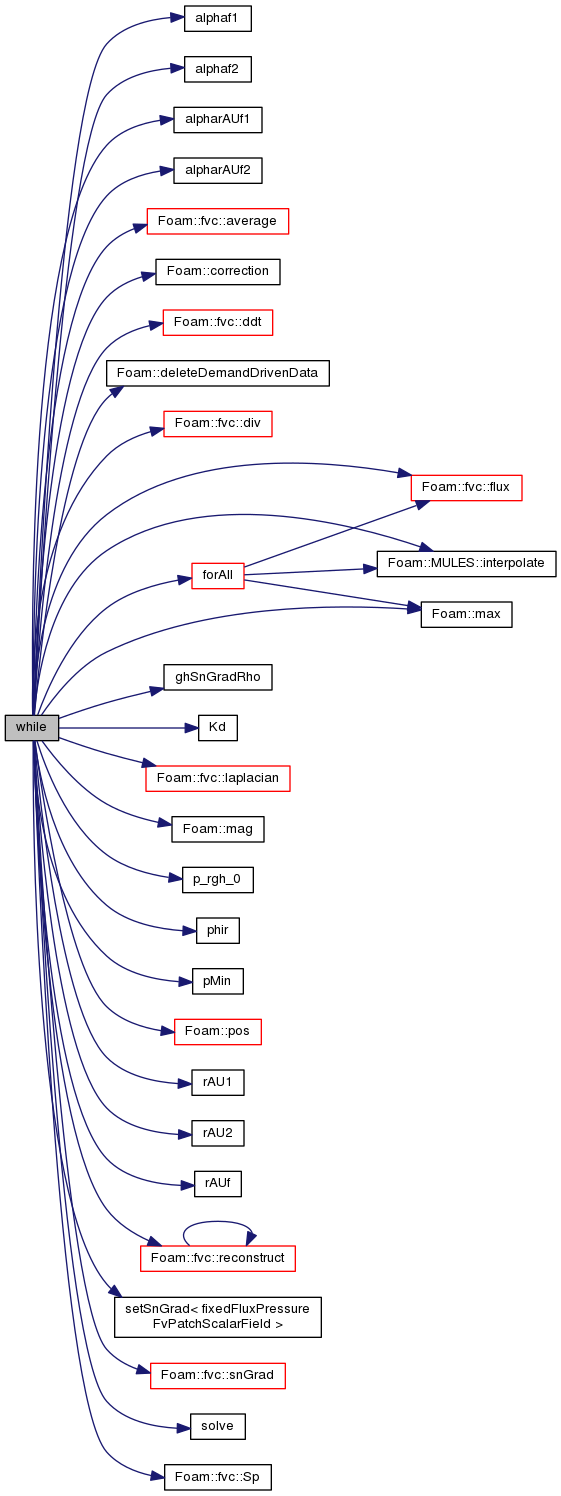 alphaf1
alphaf2
alpharAUf1
alpharAUf2
Foam::fvc::average
Foam::correction
Foam::fvc::ddt
Foam::deleteDemandDrivenData
Foam::fvc::div
Foam::fvc::flux
Foam::MULES::interpolate
forAll
Foam::max
ghSnGradRho
while
Kd
Foam::fvc::laplacian
Foam::mag
p_rgh_0
phir
pMin
Foam::pos
rAU1
rAU2
rAUf
Foam::fvc::reconstruct
setSnGrad< fixedFluxPressure
FvPatchScalarField >
Foam::fvc::snGrad
solve
Foam::fvc::Sp